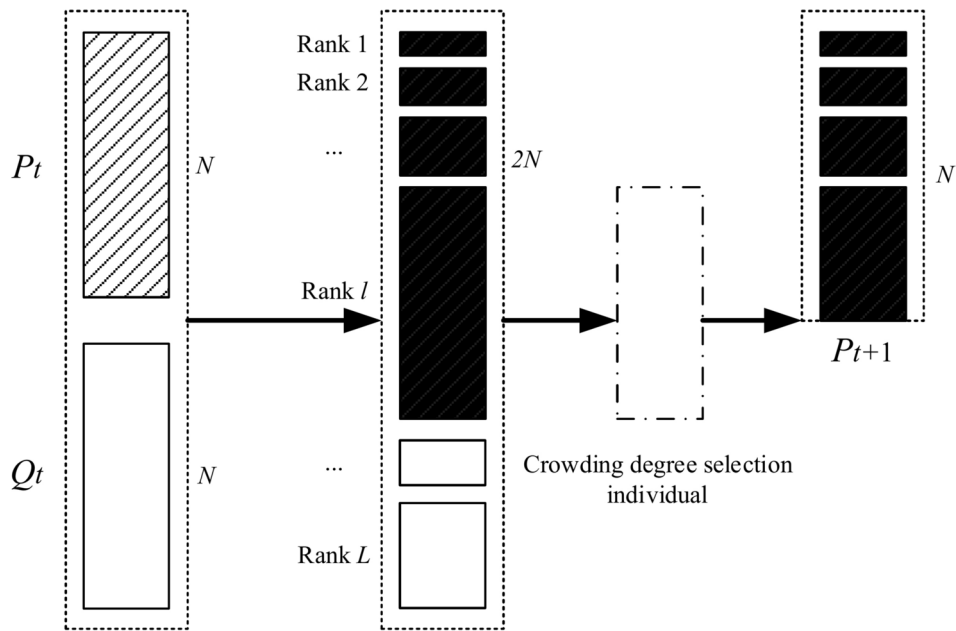 Rank 1
Rank 2
Pt
N
...
2N
N
Rank l
Pt+1
Qt
N
...
Crowding degree selection
individual
Rank L